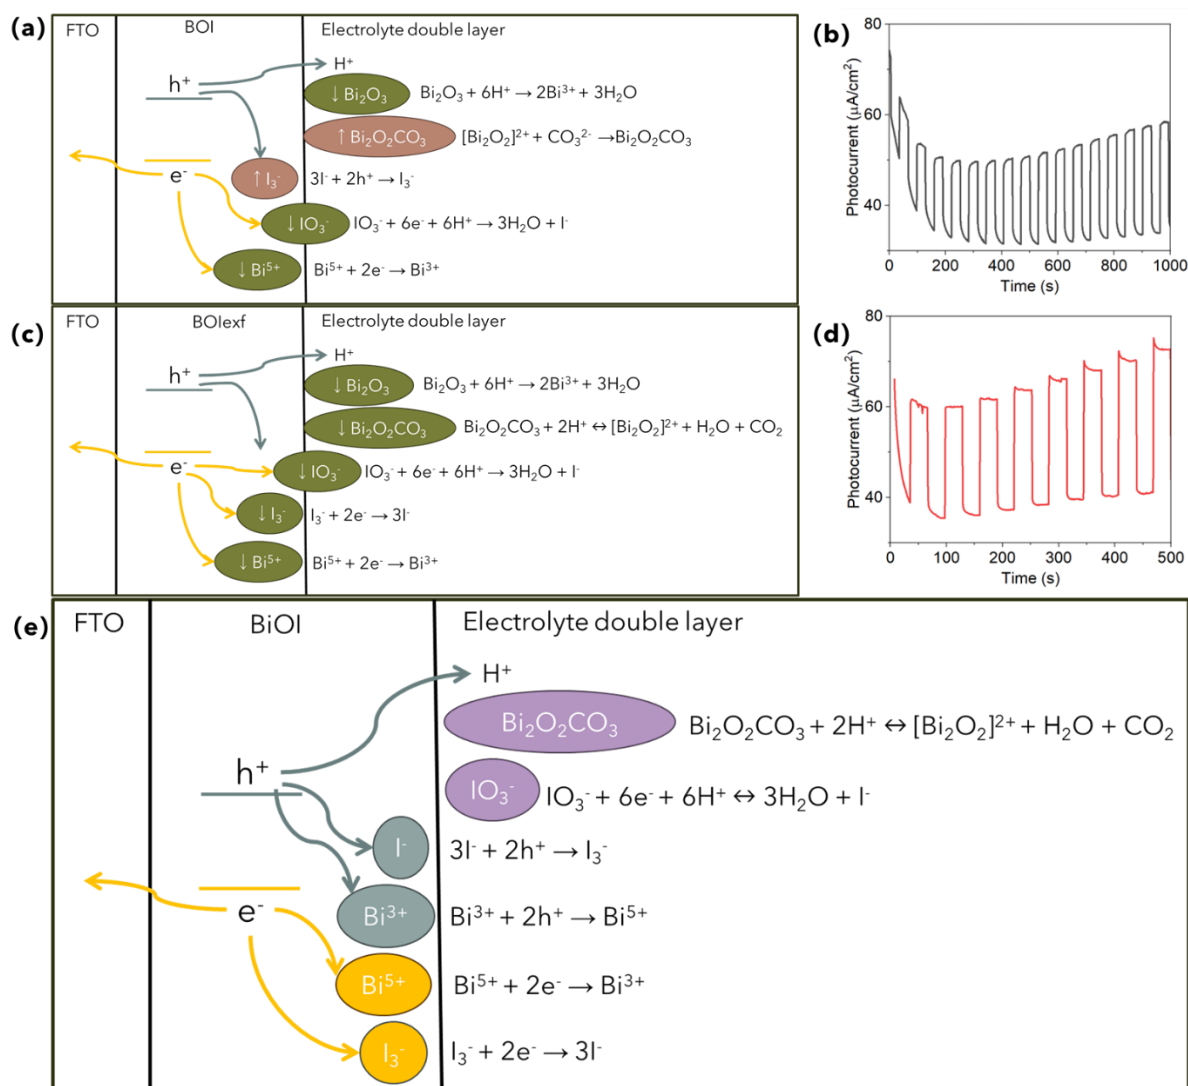 (a)
FTO
BOI
Electrolyte double layer
h⁺
H⁺
↓ Bi₂O₃
Bi₂O₃ + 6H⁺ → 2Bi³⁺ + 3H₂O
↑ Bi₂O₂CO₃
[Bi₂O₂]²⁺ + CO₃²⁻ →Bi₂O₂CO₃
e⁻
↑ I₃⁻
3I⁻ + 2h⁺ → I₃⁻
↓ IO₃⁻
IO₃⁻ + 6e⁻ + 6H⁺ → 3H₂O + I⁻
↓ Bi⁵⁺
Bi⁵⁺ + 2e⁻ → Bi³⁺
(b)
Photocurrent (μA/cm²)
80
60
40
0 200 400 600 800 1000
Time (s)
(c)
FTO
BOIexf
Electrolyte double layer
h⁺
H⁺
↓ Bi₂O₃
Bi₂O₃ + 6H⁺ → 2Bi³⁺ + 3H₂O
↓ Bi₂O₂CO₃
Bi₂O₂CO₃ + 2H⁺ ↔ [Bi₂O₂]²⁺ + H₂O + CO₂
e⁻
↓ IO₃⁻
IO₃⁻ + 6e⁻ + 6H⁺ → 3H₂O + I⁻
↓ I₃⁻
I₃⁻ + 2e⁻ → 3I⁻
↓ Bi⁵⁺
Bi⁵⁺ + 2e⁻ → Bi³⁺
(d)
Photocurrent (μA/cm²)
80
60
40
0 100 200 300 400 500
Time (s)
(e)
FTO
BiOI
Electrolyte double layer
H⁺
Bi₂O₂CO₃
Bi₂O₂CO₃ + 2H⁺ ↔ [Bi₂O₂]²⁺ + H₂O + CO₂
h⁺
IO₃⁻
IO₃⁻ + 6e⁻ + 6H⁺ ↔ 3H₂O + I⁻
I⁻
3I⁻ + 2h⁺ → I₃⁻
e⁻
Bi³⁺
Bi³⁺ + 2h⁺ → Bi⁵⁺
Bi⁵⁺
Bi⁵⁺ + 2e⁻ → Bi³⁺
I₃⁻
I₃⁻ + 2e⁻ → 3I⁻